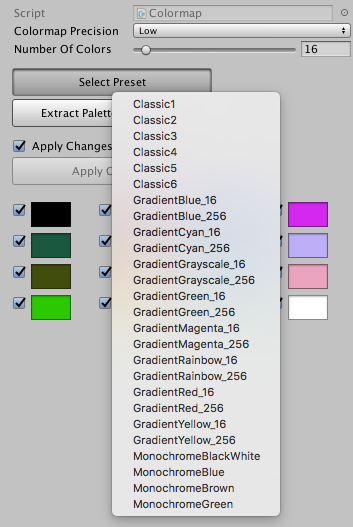 Script Colormap
Colormap Precision Low
Number Of Colors 16
Select Preset
Extract Palett
Apply Changes
Apply C
Classic1
Classic2
Classic3
Classic4
Classic5
Classic6
GradientBlue_16
GradientBlue_256
GradientCyan_16
GradientCyan_256
GradientGrayscale_16
GradientGrayscale_256
GradientGreen_16
GradientGreen_256
GradientMagenta_16
GradientMagenta_256
GradientRainbow_16
GradientRainbow_256
GradientRed_16
GradientRed_256
GradientYellow_16
GradientYellow_256
MonochromeBlackWhite
MonochromeBlue
MonochromeBrown
MonochromeGreen